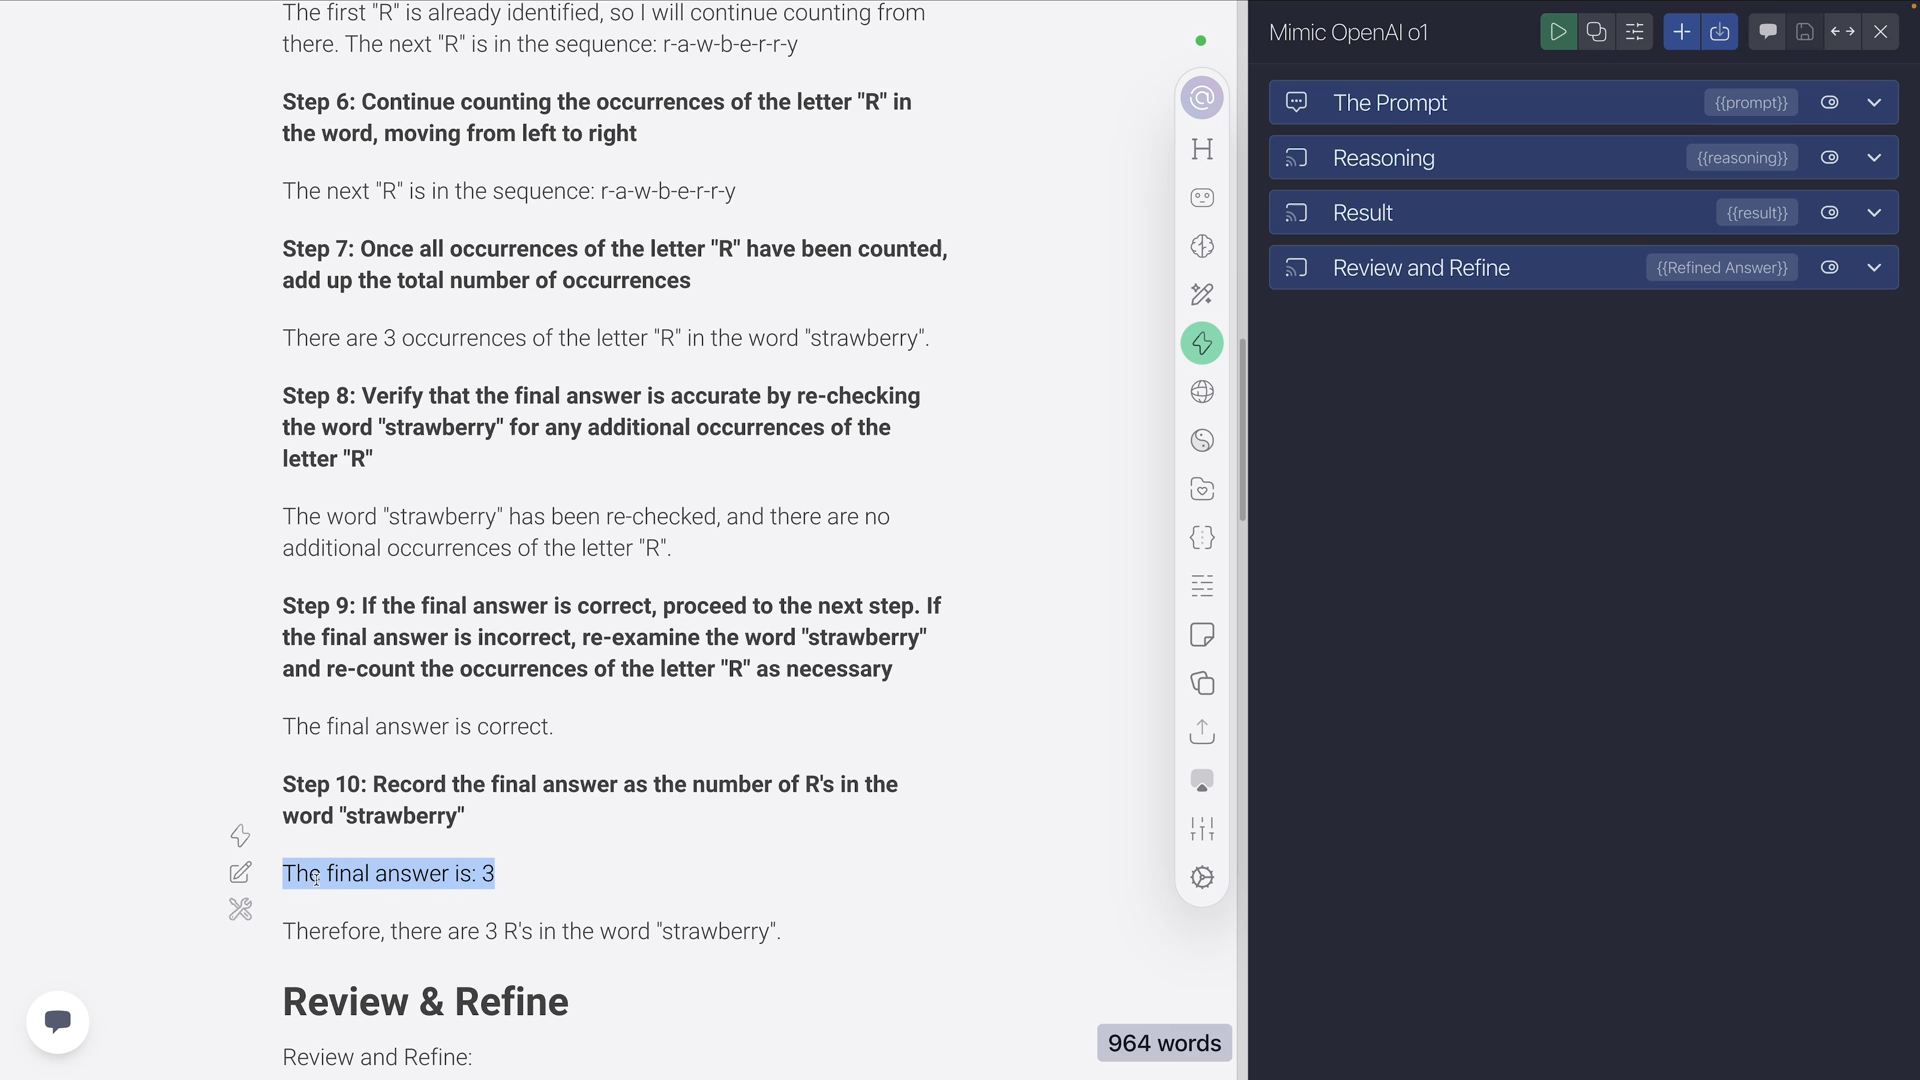 The first "R" is already identified, so I will continue counting from
there. The next "R" is in the sequence: r-a-w-b-e-r-r-y
Step 6: Continue counting the occurrences of the letter "R" in
the word, moving from left to right
The next "R" is in the sequence: r-a-w-b-e-r-r-y
Step 7: Once all occurrences of the letter "R" have been counted,
add up the total number of occurrences
There are 3 occurrences of the letter "R" in the word "strawberry".
Step 8: Verify that the final answer is accurate by re-checking
the word "strawberry" for any additional occurrences of the
letter "R"
The word "strawberry" has been re-checked, and there are no
additional occurrences of the letter "R".
Step 9: If the final answer is correct, proceed to the next step. If
the final answer is incorrect, re-examine the word "strawberry"
and re-count the occurrences of the letter "R" as necessary
The final answer is correct.
Step 10: Record the final answer as the number of R's in the
word "strawberry"
The final answer is: 3
Therefore, there are 3 R's in the word "strawberry".
Review & Refine
Review and Refine:
964 words
Mimic OpenAI o1
The Prompt {{prompt}}
Reasoning {{reasoning}}
Result {{result}}
Review and Refine {{Refined Answer}}